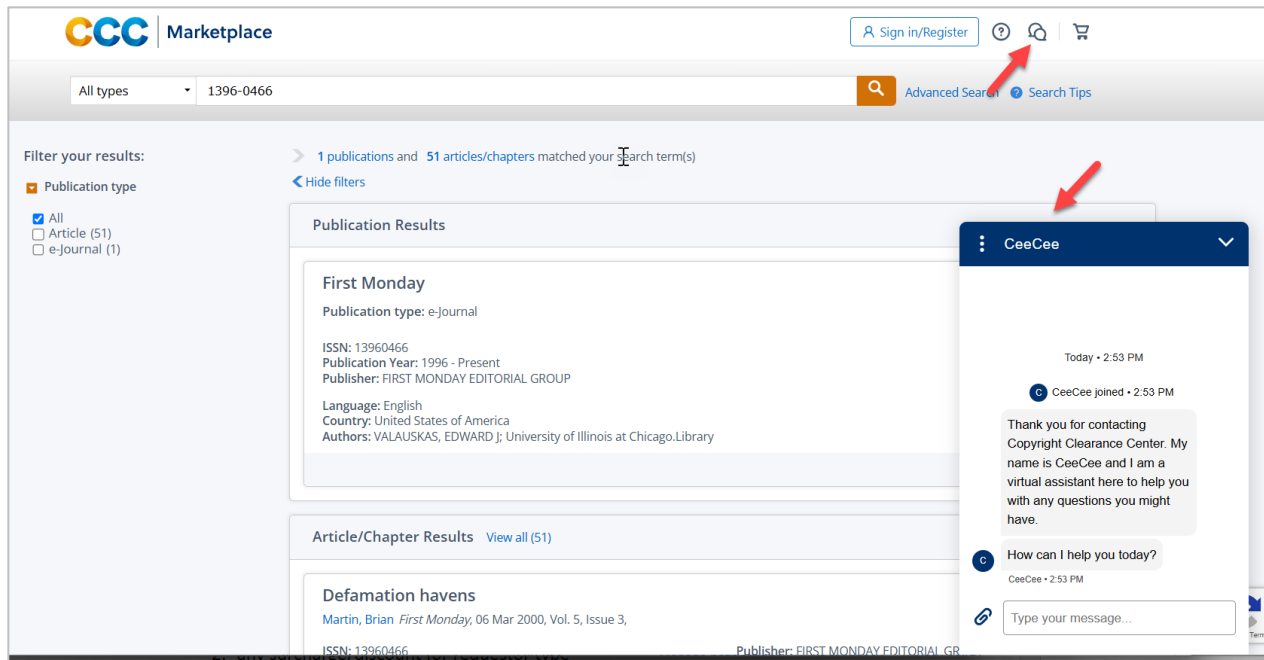 CCC Marketplace
Sign in/Register
?
All types
1396-0466
Advanced Search
? Search Tips
Filter your results:
Publication type
All
Article (51)
e-Journal (1)
1 publications and 51 articles/chapters matched your search term(s)
Hide filters
Publication Results
First Monday
Publication type: e-Journal
ISSN: 13960466
Publication Year: 1996 - Present
Publisher: FIRST MONDAY EDITORIAL GROUP
Language: English
Country: United States of America
Authors: VALAUSKAS, EDWARD J; University of Illinois at Chicago.Library
Article/Chapter Results View all (51)
Defamation havens
Martin, Brian First Monday, 06 Mar 2000, Vol. 5, Issue 3,
ISSN: 13960466 Publisher: FIRST MONDAY EDITORIAL GR
CeeCee
Today • 2:53 PM
C CeeCee joined • 2:53 PM
Thank you for contacting
Copyright Clearance Center. My
name is CeeCee and I am a
virtual assistant here to help you
with any questions you might
have.
C How can I help you today?
CeeCee • 2:53 PM
Type your message...
Term